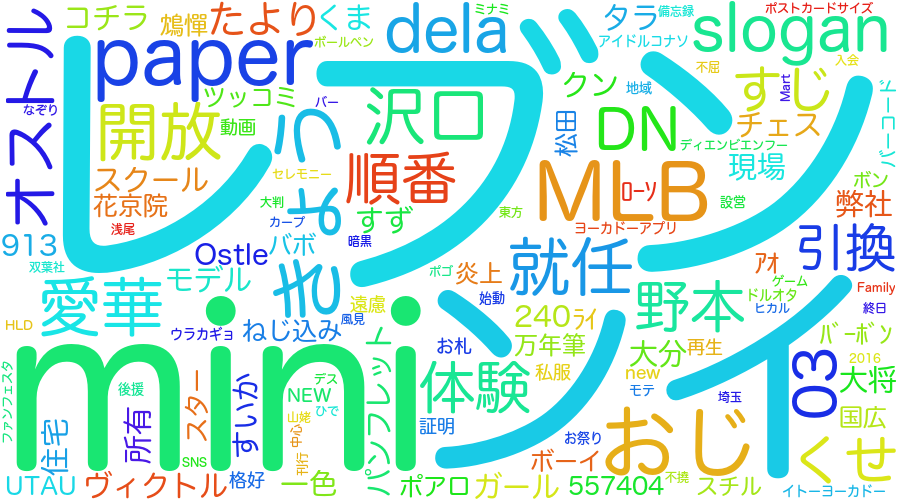 レブン
シンイ
mini
コチラ
鴆憚
たより
くま
ボールペン
dela
ミナミ
タラ
備忘録
アイドルコナソ
slogan
ポストカードサイズ
入会
オストル
なぞり
paper
ツッコミ
バー
クン
地域
不屈
すじ
Mart
開放
動画
沢口
松田
DN
チェス
ディエンビエンフー
現場
セレモニー
きょう
順番
MLB
ローソ
ボン
設営
弊社
スクール
花京院
大判
カープ
すず
東方
浅尾
暗黒
ヨーカドーアプリ
913
双葉社
Ostle
バボ
就任
引換
モデル
ポゴ
炎上
アオ
ゲーム
Family
愛華
遠慮
始動
野本
ドルオタ
ヒカル
終日
HLD
ウラカギョ
ねじ込み
風見
240
ライ
バーボン
お札
万年筆
大分
再生
2016
ファンフェスタ
後援
デス
パンフレット
体験
私服
new
03
大将
住宅
所有
スター
すいか
NEW
山姥
ひで
モテ
埼玉
証明
お祭り
おじ
国広
くせ
SNS
中心
刊行
UTAU
ヴィクトル
格好
一色
ポアロ
ガール
ボーイ
557404
不撓
スチル
イトーヨーカドー